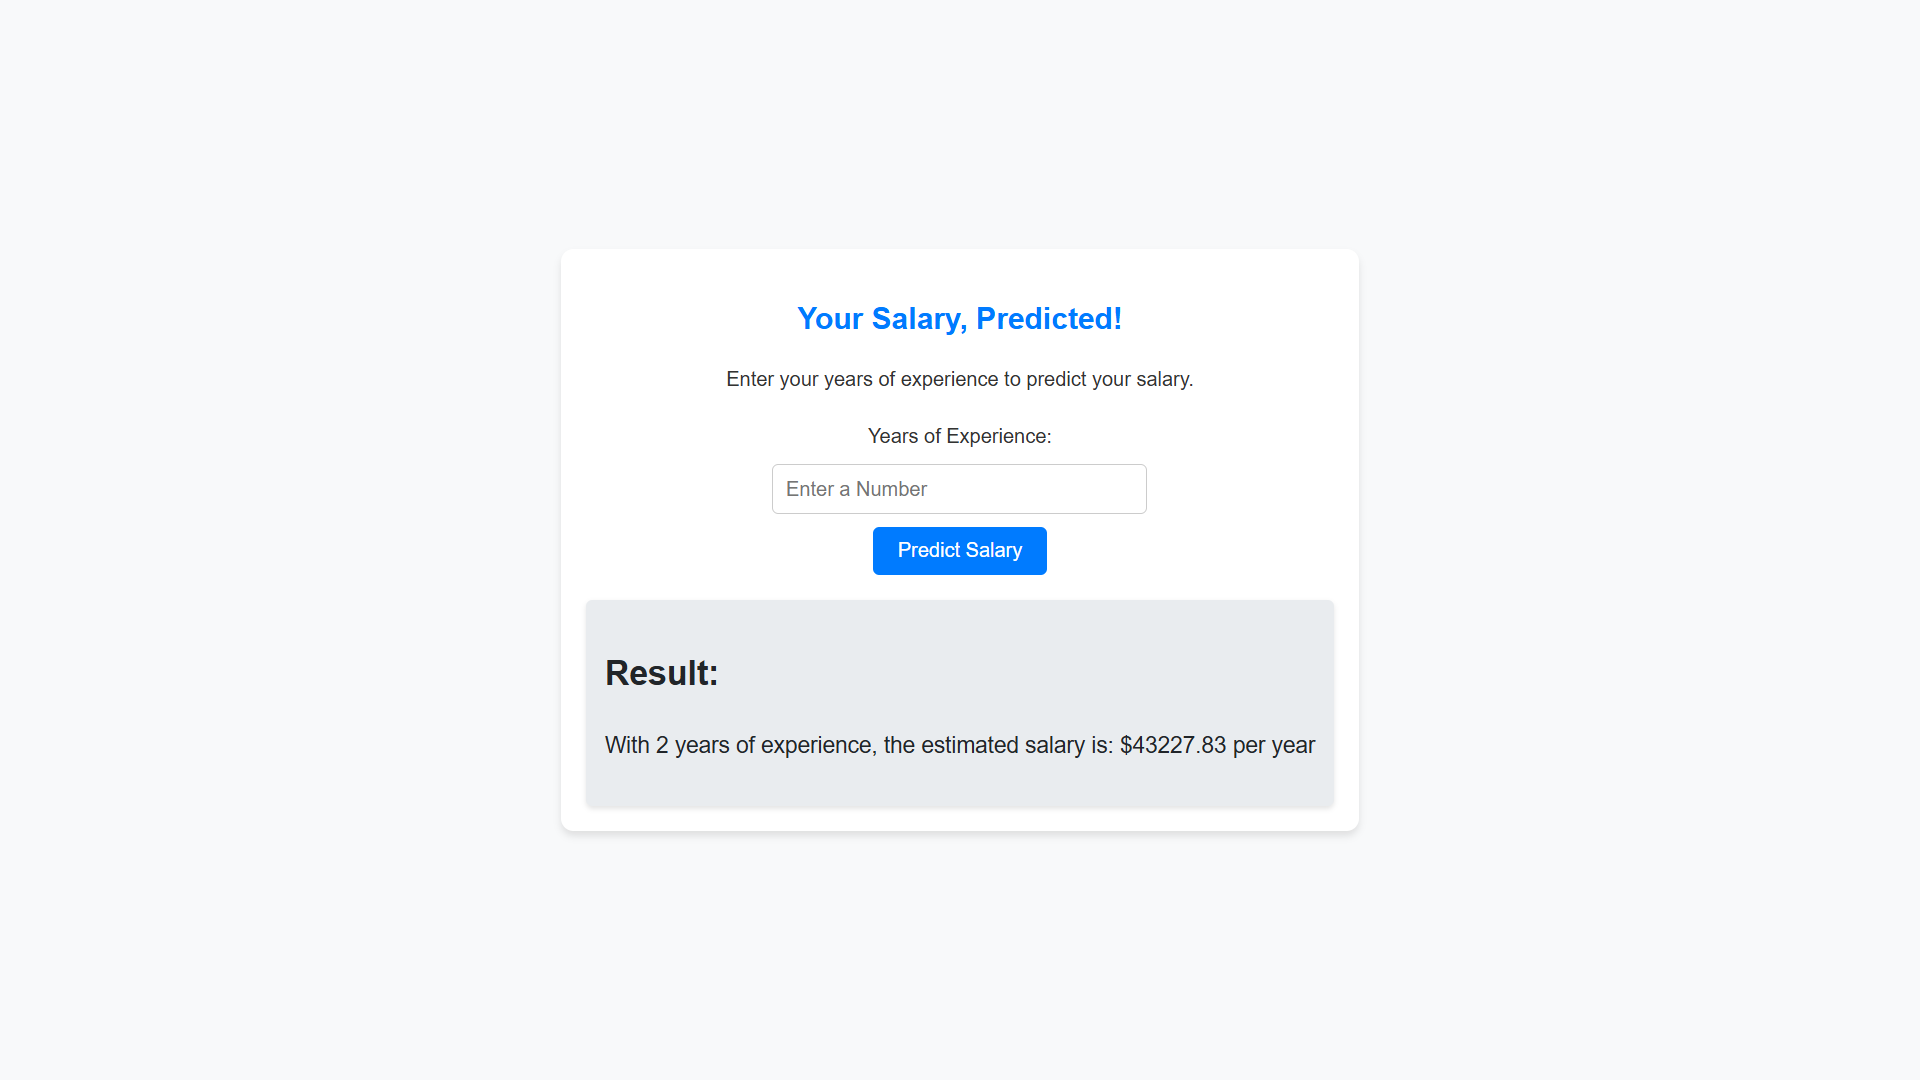 Your Salary, Predicted!
Enter your years of experience to predict your salary.
Years of Experience:
Enter a Number
Predict Salary
Result:
With 2 years of experience, the estimated salary is: $43227.83 per year